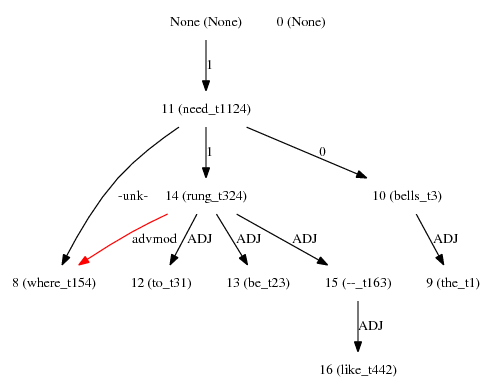 None (None) 0 (None)
1
11 (need_t1124)
1 0
-unk- 14 (rung_t324) 10 (bells_t3)
advmod ADJ ADJ ADJ ADJ
8 (where_t154) 12 (to_t31) 13 (be_t23) 15 (--_t163) 9 (the_t1)
ADJ
16 (like_t442)